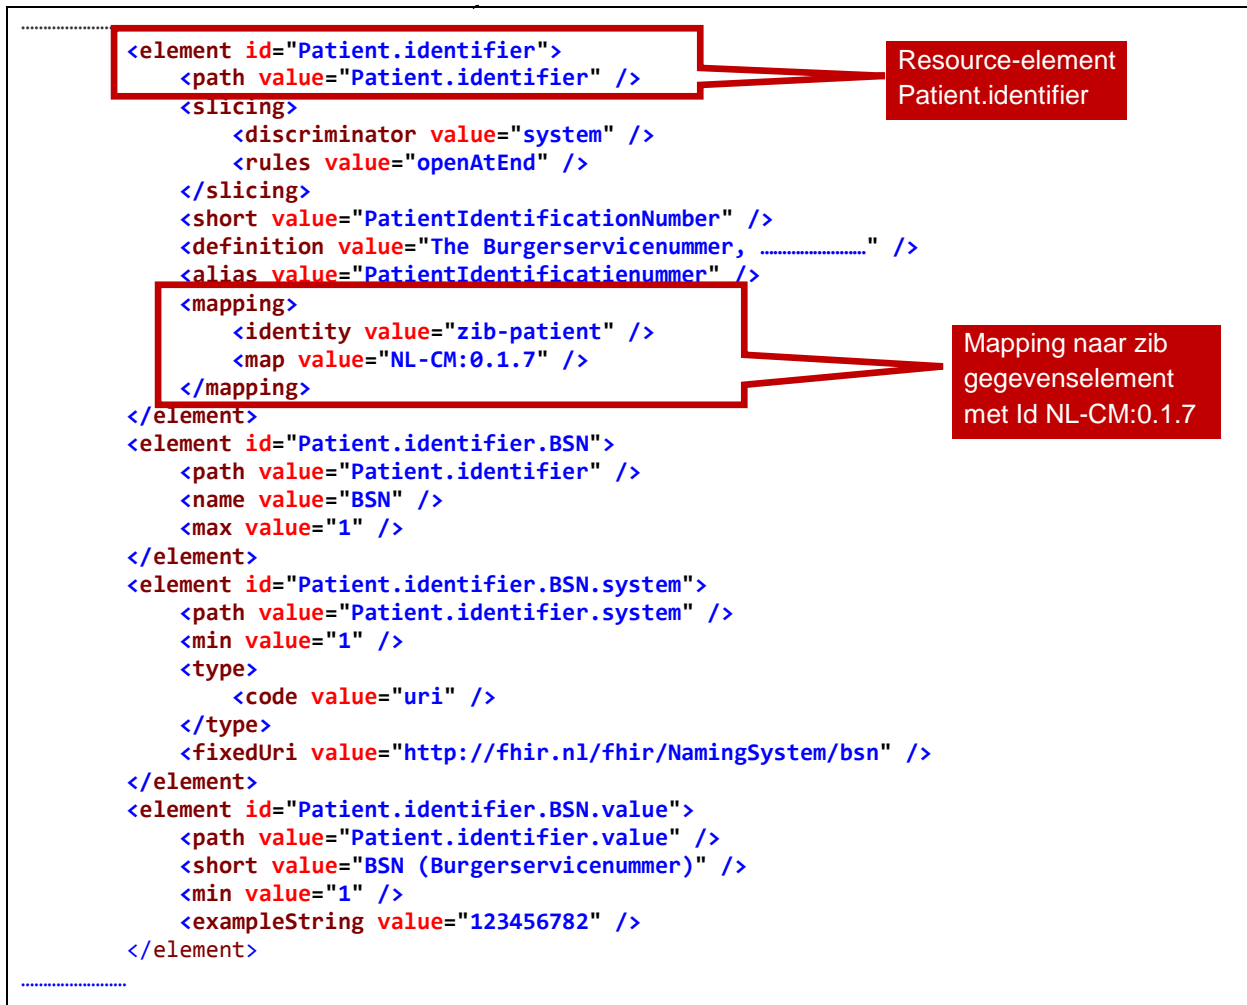 ........................
<element id="Patient.identifier">
<path value="Patient.identifier" />
<slicing>
<discriminator value="system" />
<rules value="openAtEnd" />
</slicing>
<short value="PatientIdentificationNumber" />
<definition value="The Burgerservicenummer, ........................" />
<alias value="PatientIdentificatienummer" />
<mapping>
<identity value="zib-patient" />
<map value="NL-CM:0.1.7" />
</mapping>
</element>
<element id="Patient.identifier.BSN">
<path value="Patient.identifier" />
<name value="BSN" />
<max value="1" />
</element>
<element id="Patient.identifier.BSN.system">
<path value="Patient.identifier.system" />
<min value="1" />
<type>
<code value="uri" />
</type>
<fixedUri value="http://fhir.nl/fhir/NamingSystem/bsn" />
</element>
<element id="Patient.identifier.BSN.value">
<path value="Patient.identifier.value" />
<short value="BSN (Burgerservicenummer)" />
<min value="1" />
<exampleString value="123456782" />
</element>
........................
Resource-element
Patient.identifier
Mapping naar zib
gegevenselement
met Id NL-CM:0.1.7